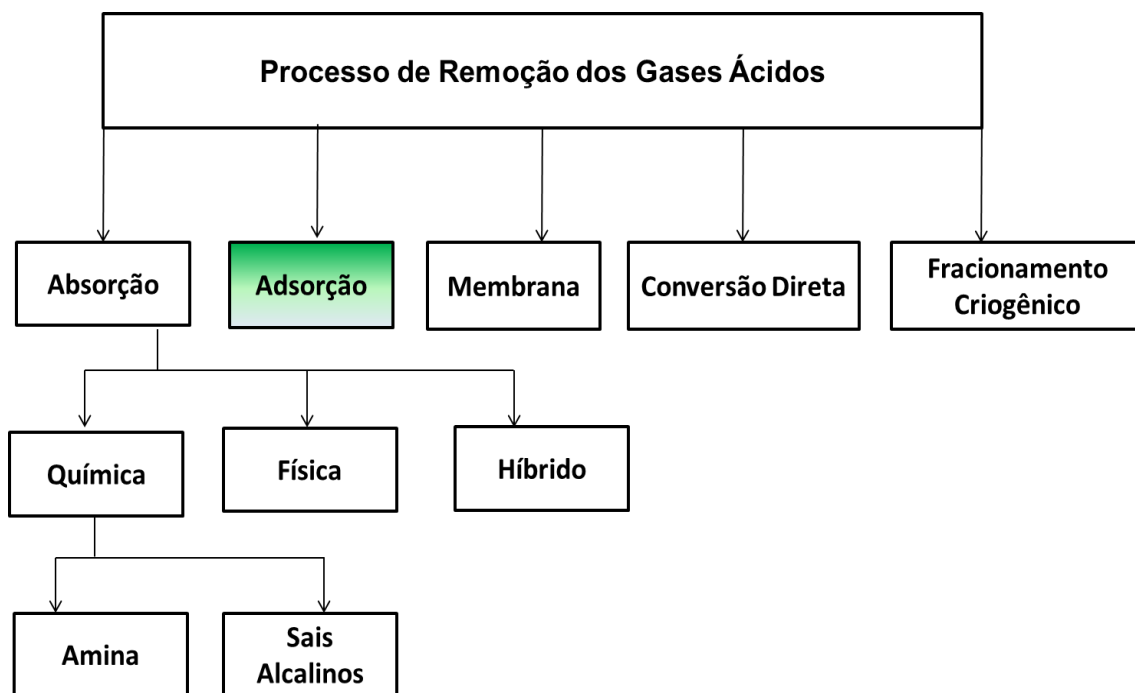 Processo de Remoção dos Gases Ácidos
Absorção
Adsorção
Membrana
Conversão Direta
Fracionamento
Criogênico
Química
Física
Híbrido
Amina
Sais
Alcalinos